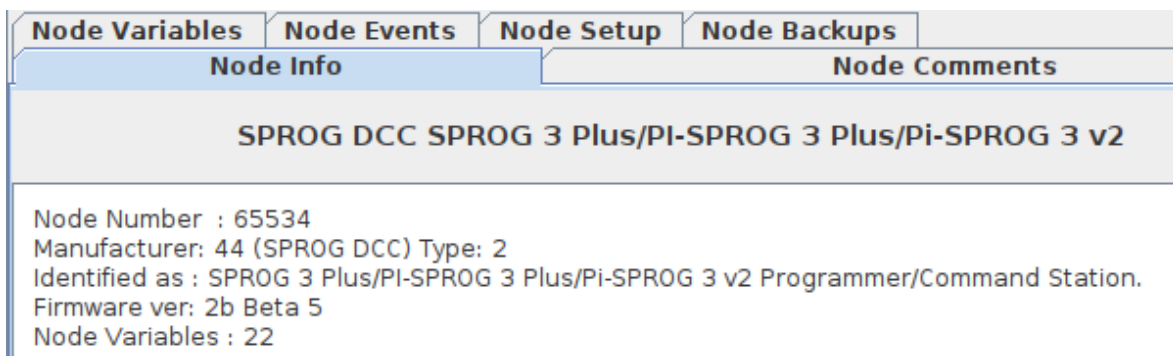 Node Variables Node Events Node Setup Node Backups
Node Info Node Comments
SPROG DCC SPROG 3 Plus/PI-SPROG 3 Plus/Pi-SPROG 3 v2
Node Number : 65534
Manufacturer: 44 (SPROG DCC) Type: 2
Identified as : SPROG 3 Plus/PI-SPROG 3 Plus/Pi-SPROG 3 v2 Programmer/Command Station.
Firmware ver: 2b Beta 5
Node Variables : 22